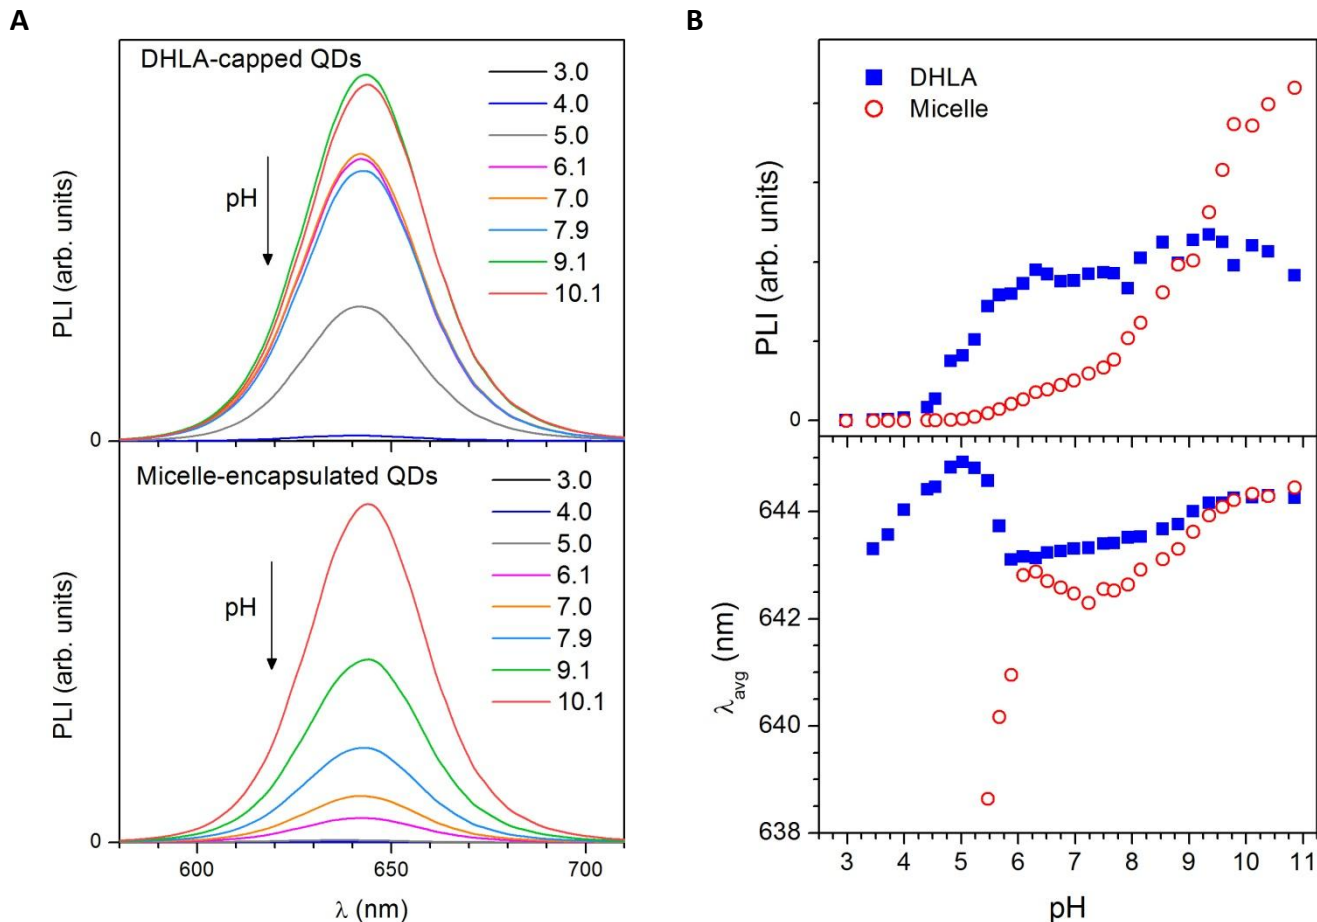 A
DHLA-capped QDs
3.0
4.0
5.0
6.1
7.0
7.9
9.1
10.1
pH
PLI (arb. units)
0
Micelle-encapsulated QDs
3.0
4.0
5.0
6.1
7.0
7.9
9.1
10.1
pH
PLI (arb. units)
0
600 650 700
λ (nm)
B
DHLA
Micelle
PLI (arb. units)
0
644
642
640
638
λavg (nm)
3 4 5 6 7 8 9 10 11
pH